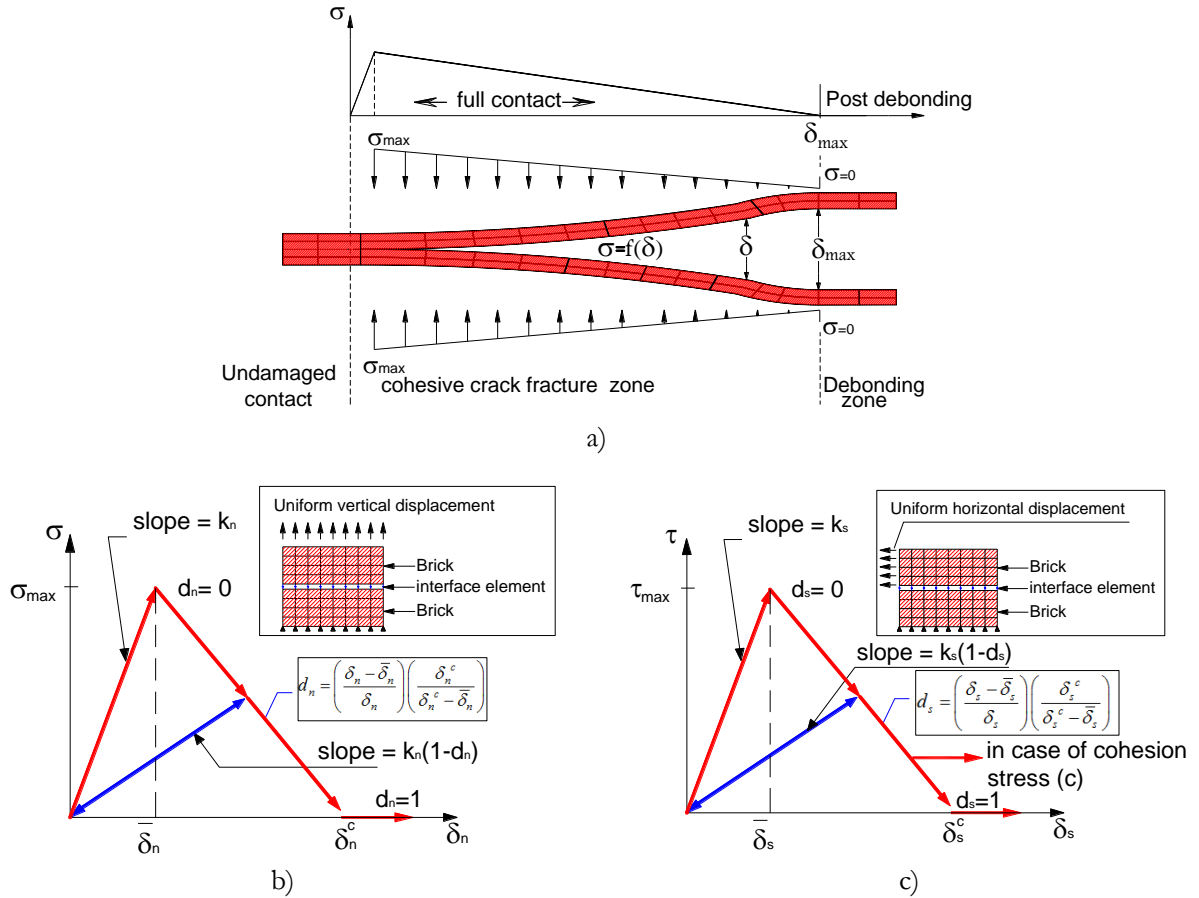 σ
full contact
Post debonding
δmax
σmax
σ=0
σ=f(δ)
δ
δmax
σ=0
σmax
Undamaged
contact
cohesive crack fracture zone
Debonding
zone
a)
Uniform vertical displacement
slope = kn
σ
Brick
interface element
Brick
σmax
dn= 0
dn = ((δn − δ̅n)/δn)(δn^c/(δn^c − δ̅n))
slope = kn(1-dn)
dn=1
δ̅n
δn^c
δn
b)
Uniform horizontal displacement
slope = ks
τ
Brick
interface element
Brick
τmax
ds= 0
slope = ks(1-ds)
ds = ((δs − δ̅s)/δs)(δs^c/(δs^c − δ̅s))
in case of cohesion
stress (c)
ds=1
δ̅s
δs^c
δs
c)